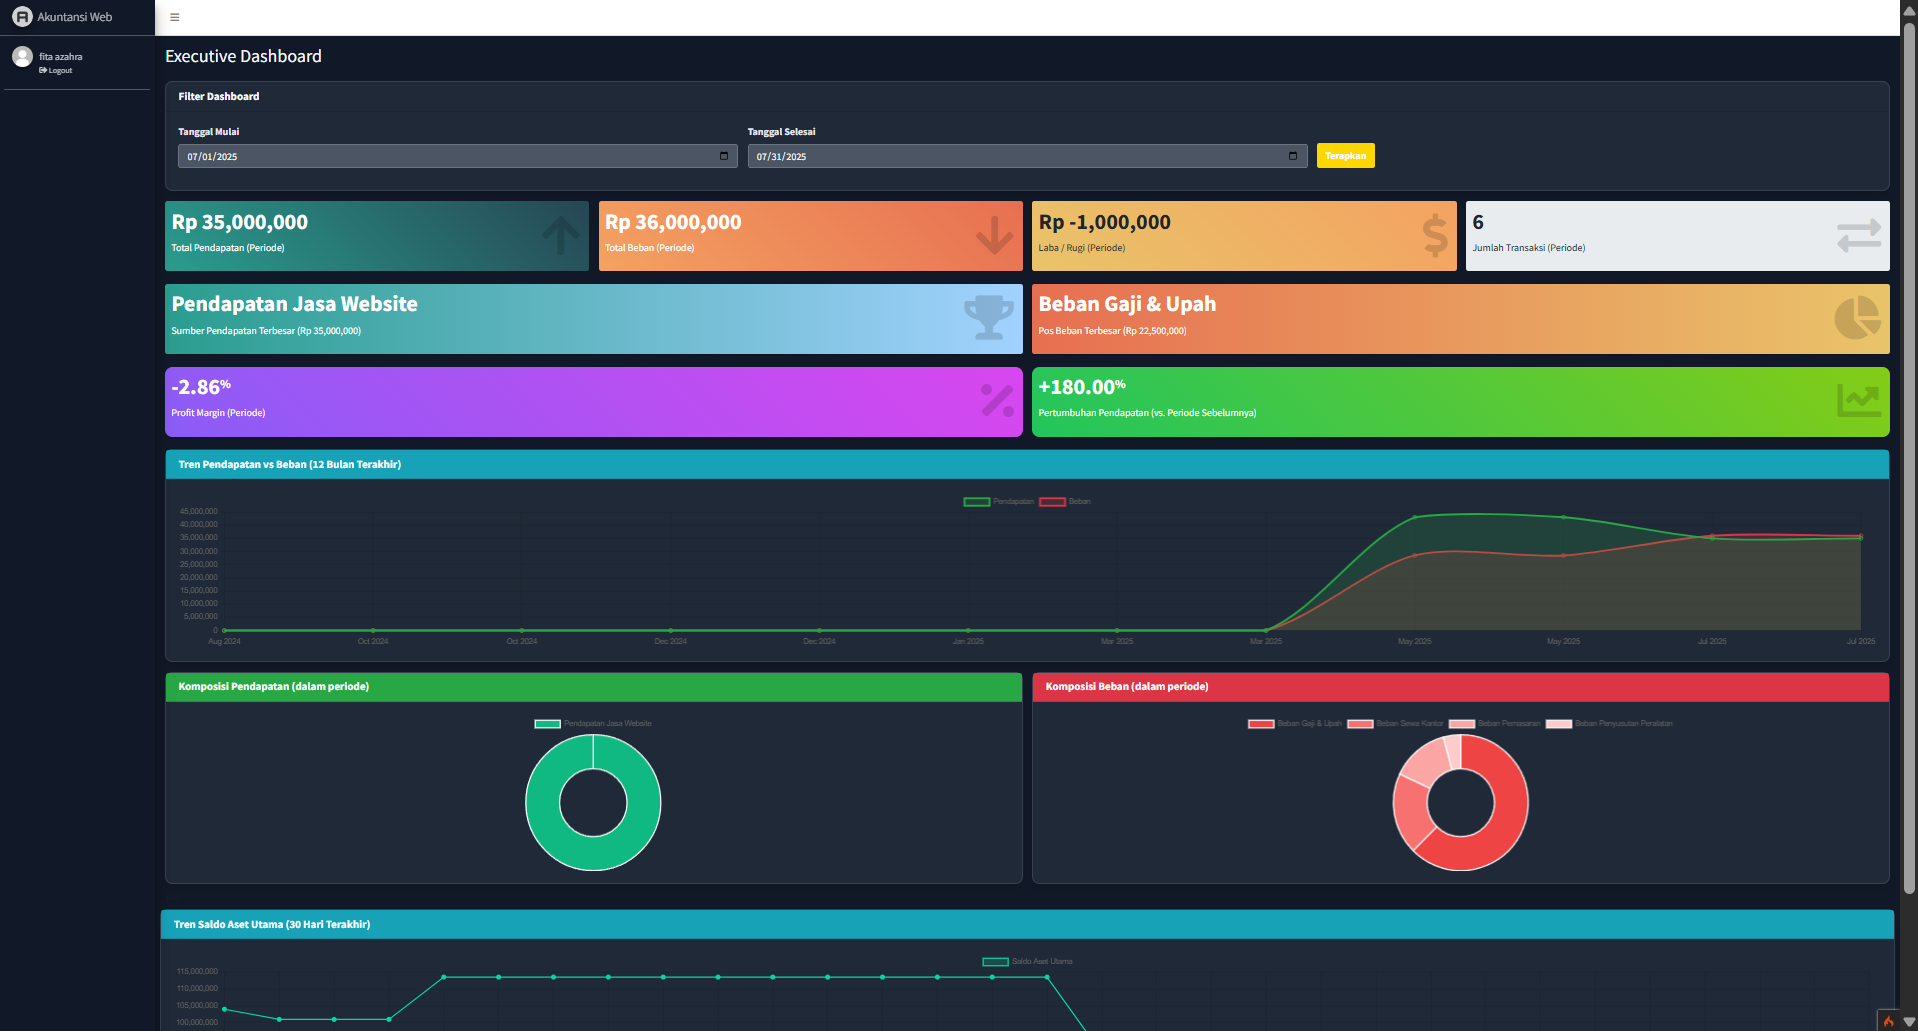 Akuntansi Web
fita azahra
Logout
Executive Dashboard
Filter Dashboard
Tanggal Mulai
Tanggal Selesai
07/01/2025
07/31/2025
Terapkan
Rp 35,000,000
Total Pendapatan (Periode)
Rp 36,000,000
Total Beban (Periode)
Rp -1,000,000
Laba / Rugi (Periode)
6
Jumlah Transaksi (Periode)
Pendapatan Jasa Website
Sumber Pendapatan Terbesar (Rp 35,000,000)
Beban Gaji & Upah
Pos Beban Terbesar (Rp 22,500,000)
-2.86%
Profit Margin (Periode)
+180.00%
Pertumbuhan Pendapatan (vs. Periode Sebelumnya)
Tren Pendapatan vs Beban (12 Bulan Terakhir)
Pendapatan Beban
45,000,000
40,000,000
35,000,000
30,000,000
25,000,000
20,000,000
15,000,000
10,000,000
5,000,000
0
Aug 2024 Oct 2024 Oct 2024 Dec 2024 Dec 2024 Jan 2025 Mar 2025 Mar 2025 May 2025 May 2025 Jul 2025 Jul 2025
Komposisi Pendapatan (dalam periode)
Pendapatan Jasa Website
Komposisi Beban (dalam periode)
Beban Gaji & Upah Beban Sewa Kantor Beban Pemasaran Beban Penyusutan Peralatan
Tren Saldo Aset Utama (30 Hari Terakhir)
Saldo Aset Utama
115,000,000
110,000,000
105,000,000
100,000,000